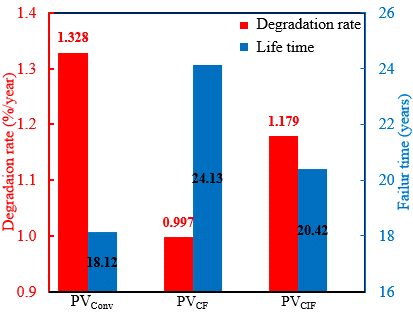 1.4
1.3
1.2
1.1
1.0
0.9
Degradaion rate (%/year)
26
24
22
20
18
16
Failur time (years)
Degradation rate
Life time
1.328
18.12
0.997
24.13
1.179
20.42
PVConv
PVCF
PVCIF